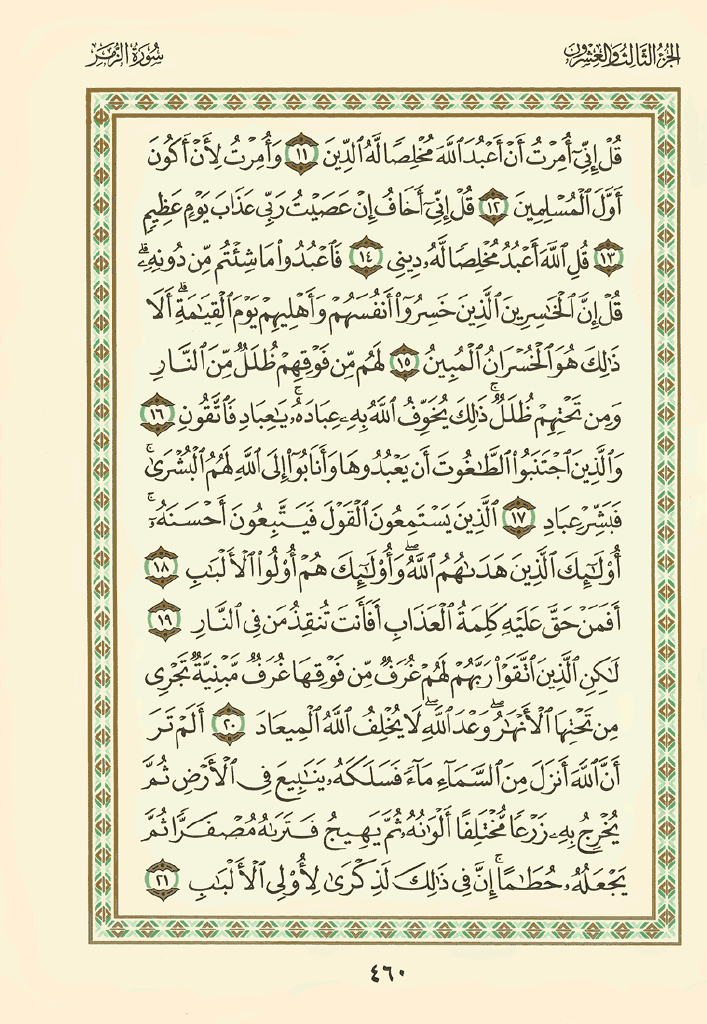 الجزء الثالث والعشرون
سورة الزمر
قُلْ إِنِّيٓ أُمِرْتُ أَنْ أَعْبُدَ ٱللَّهَ مُخْلِصًا لَّهُ ٱلدِّينَ ١١ وَأُمِرْتُ لِأَنْ أَكُونَ
أَوَّلَ ٱلْمُسْلِمِينَ ١٢ قُلْ إِنِّيٓ أَخَافُ إِنْ عَصَيْتُ رَبِّي عَذَابَ يَوْمٍ عَظِيمٍ
١٣ قُلِ ٱللَّهَ أَعْبُدُ مُخْلِصًا لَّهُۥ دِينِي ١٤ فَٱعْبُدُوا۟ مَا شِئْتُم مِّن دُونِهِۦۗ
قُلْ إِنَّ ٱلْخَٰسِرِينَ ٱلَّذِينَ خَسِرُوٓا۟ أَنفُسَهُمْ وَأَهْلِيهِمْ يَوْمَ ٱلْقِيَٰمَةِۗ أَلَا
ذَٰلِكَ هُوَ ٱلْخُسْرَانُ ٱلْمُبِينُ ١٥ لَهُم مِّن فَوْقِهِمْ ظُلَلٌ مِّنَ ٱلنَّارِ
وَمِن تَحْتِهِمْ ظُلَلٌۚ ذَٰلِكَ يُخَوِّفُ ٱللَّهُ بِهِۦ عِبَادَهُۥۚ يَٰعِبَادِ فَٱتَّقُونِ ١٦
وَٱلَّذِينَ ٱجْتَنَبُوا۟ ٱلطَّٰغُوتَ أَن يَعْبُدُوهَا وَأَنَابُوٓا۟ إِلَى ٱللَّهِ لَهُمُ ٱلْبُشْرَىٰۚ
فَبَشِّرْ عِبَادِ ١٧ ٱلَّذِينَ يَسْتَمِعُونَ ٱلْقَوْلَ فَيَتَّبِعُونَ أَحْسَنَهُۥٓۚ
أُو۟لَٰٓئِكَ ٱلَّذِينَ هَدَىٰهُمُ ٱللَّهُۖ وَأُو۟لَٰٓئِكَ هُمْ أُو۟لُوا۟ ٱلْأَلْبَٰبِ ١٨
أَفَمَنْ حَقَّ عَلَيْهِ كَلِمَةُ ٱلْعَذَابِ أَفَأَنتَ تُنقِذُ مَن فِي ٱلنَّارِ ١٩
لَٰكِنِ ٱلَّذِينَ ٱتَّقَوْا۟ رَبَّهُمْ لَهُمْ غُرَفٌ مِّن فَوْقِهَا غُرَفٌ مَّبْنِيَّةٌ تَجْرِي
مِن تَحْتِهَا ٱلْأَنْهَٰرُۖ وَعْدَ ٱللَّهِۖ لَا يُخْلِفُ ٱللَّهُ ٱلْمِيعَادَ ٢٠ أَلَمْ تَرَ
أَنَّ ٱللَّهَ أَنزَلَ مِنَ ٱلسَّمَآءِ مَآءً فَسَلَكَهُۥ يَنَٰبِيعَ فِي ٱلْأَرْضِ ثُمَّ
يُخْرِجُ بِهِۦ زَرْعًا مُّخْتَلِفًا أَلْوَٰنُهُۥ ثُمَّ يَهِيجُ فَتَرَىٰهُ مُصْفَرًّا ثُمَّ
يَجْعَلُهُۥ حُطَٰمًاۚ إِنَّ فِي ذَٰلِكَ لَذِكْرَىٰ لِأُو۟لِي ٱلْأَلْبَٰبِ ٢١
٤٦٠